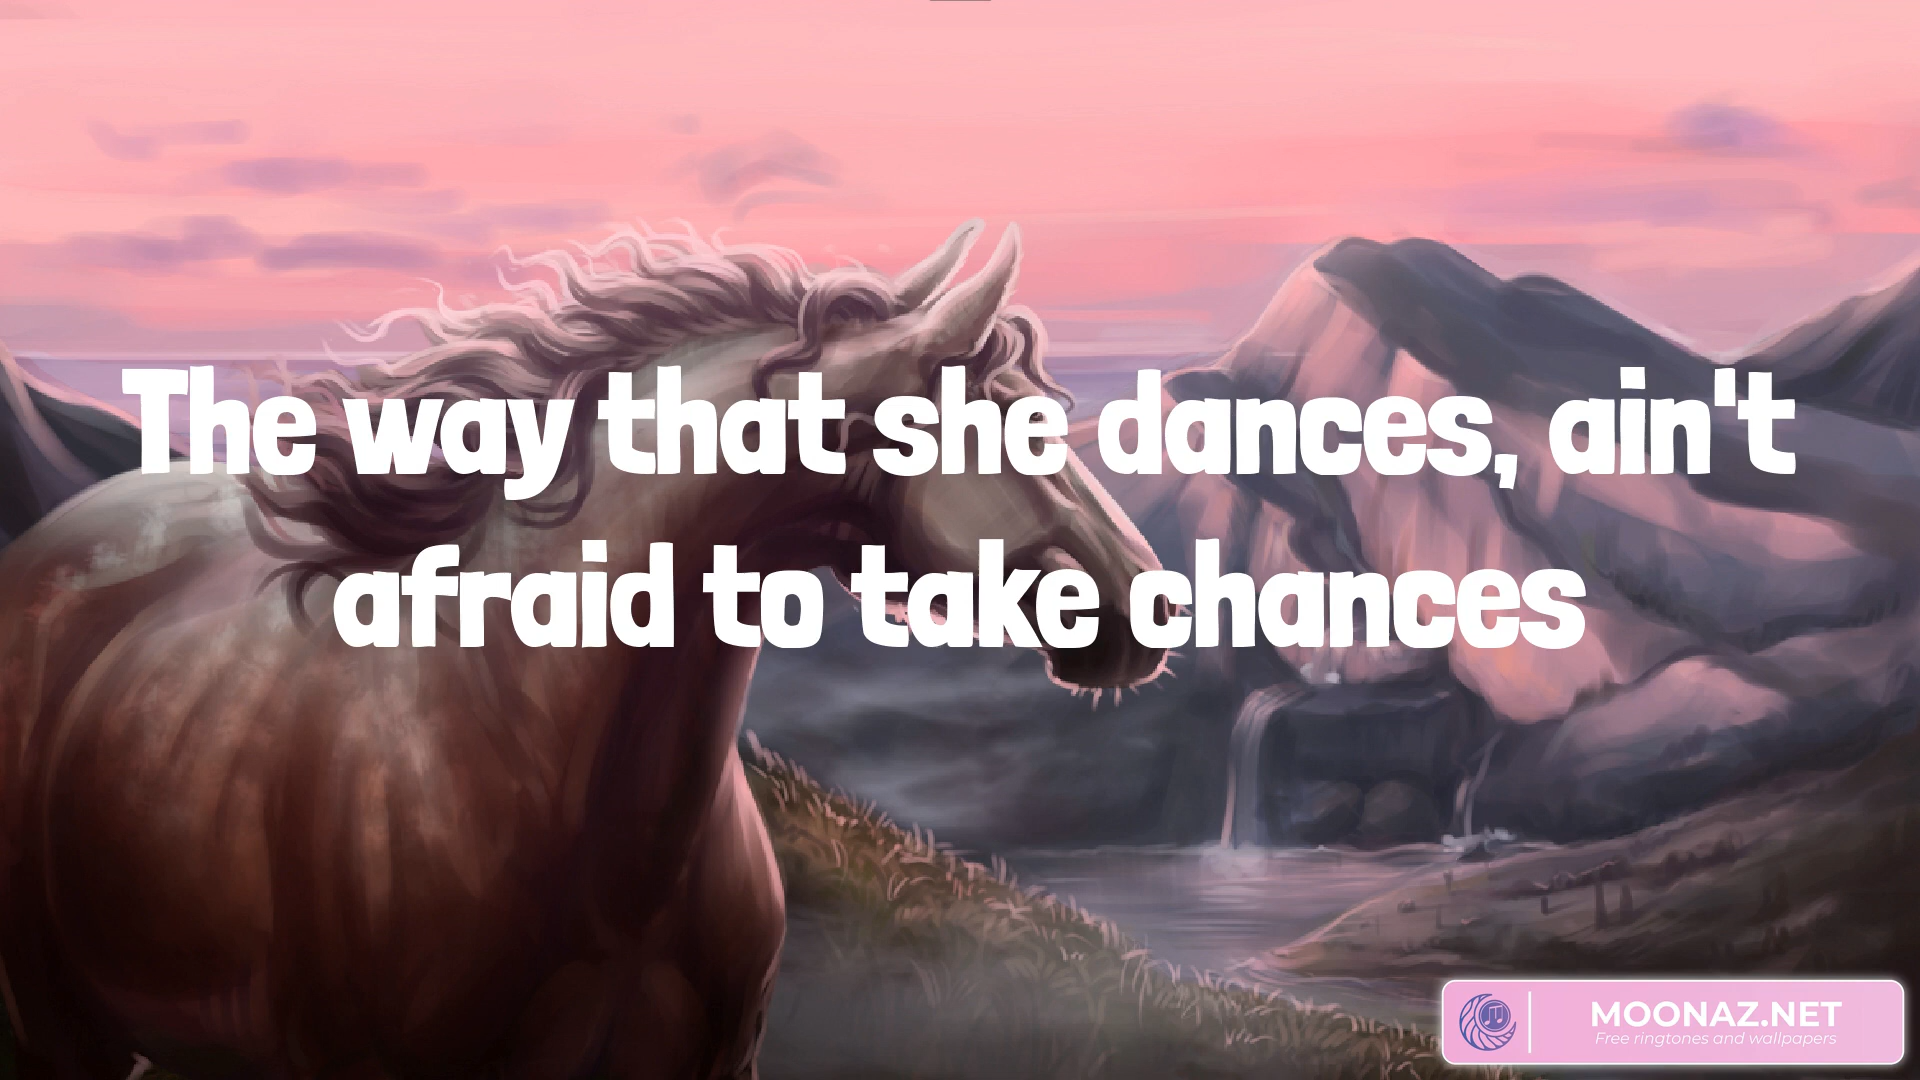 The way that she dances, ain't
afraid to take chances
MOONAZ.NET
Free ringtones and wallpapers